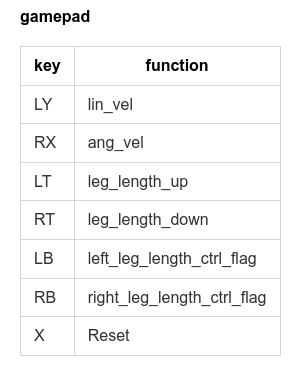 gamepad
key function
LY lin_vel
RX ang_vel
LT leg_length_up
RT leg_length_down
LB left_leg_length_ctrl_flag
RB right_leg_length_ctrl_flag
X Reset